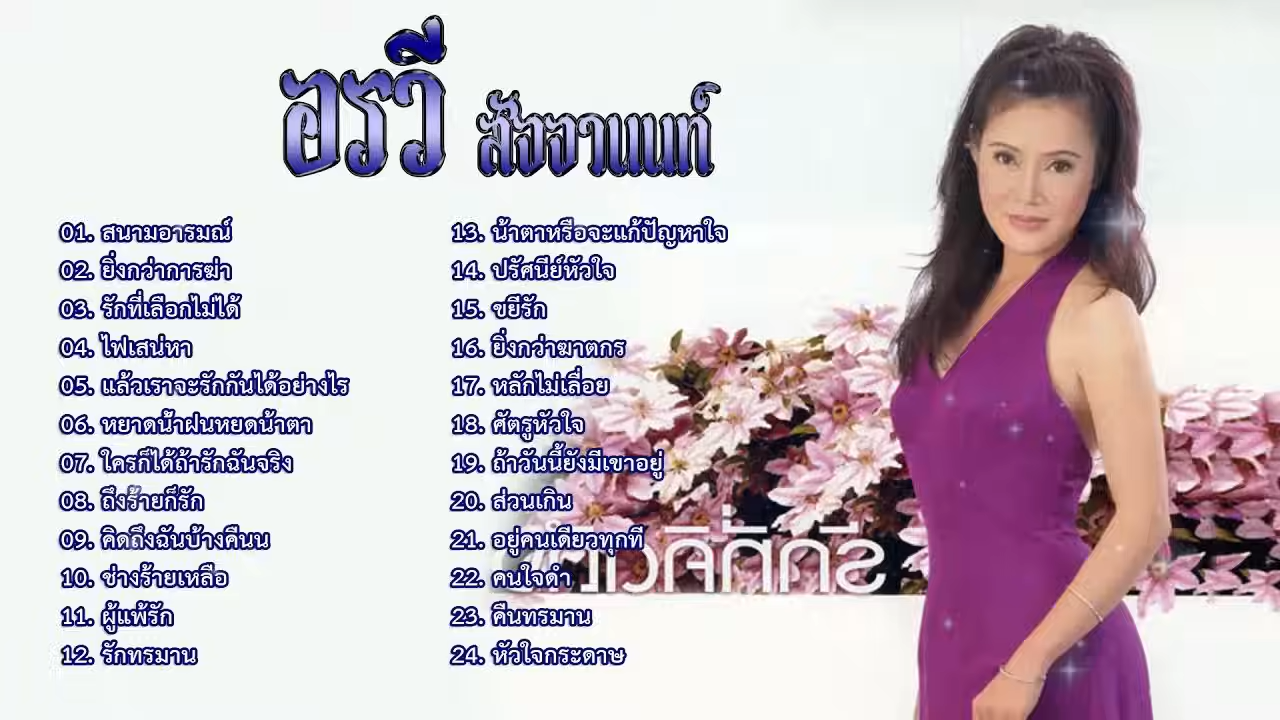 อรวี สัจจานนท์
01. สนามอารมณ์
02. ยิ่งกว่าการฆ่า
03. รักที่เลือกไม่ได้
04. ไฟเสน่หา
05. แล้วเราจะรักกันได้อย่างไร
06. หยาดน้ำฝนหยดน้ำตา
07. ใครก็ได้ถ้ารักฉันจริง
08. ถึงร้ายก็รัก
09. คิดถึงฉันบ้างคืนนน
10. ช่างร้ายเหลือ
11. ผู้แพ้รัก
12. รักทรมาน
13. น้ำตาหรือจะแก้ปัญหาใจ
14. ปรัศนีย์หัวใจ
15. ขยี้รัก
16. ยิ่งกว่าฆาตกร
17. หลักไม่เลื่อย
18. ศัตรูหัวใจ
19. ถ้าวันนี้ยังมีเขาอยู่
20. ส่วนเกิน
21. อยู่คนเดียวทุกที
22. คนใจดำ
23. คืนทรมาน
24. หัวใจกระดาษ